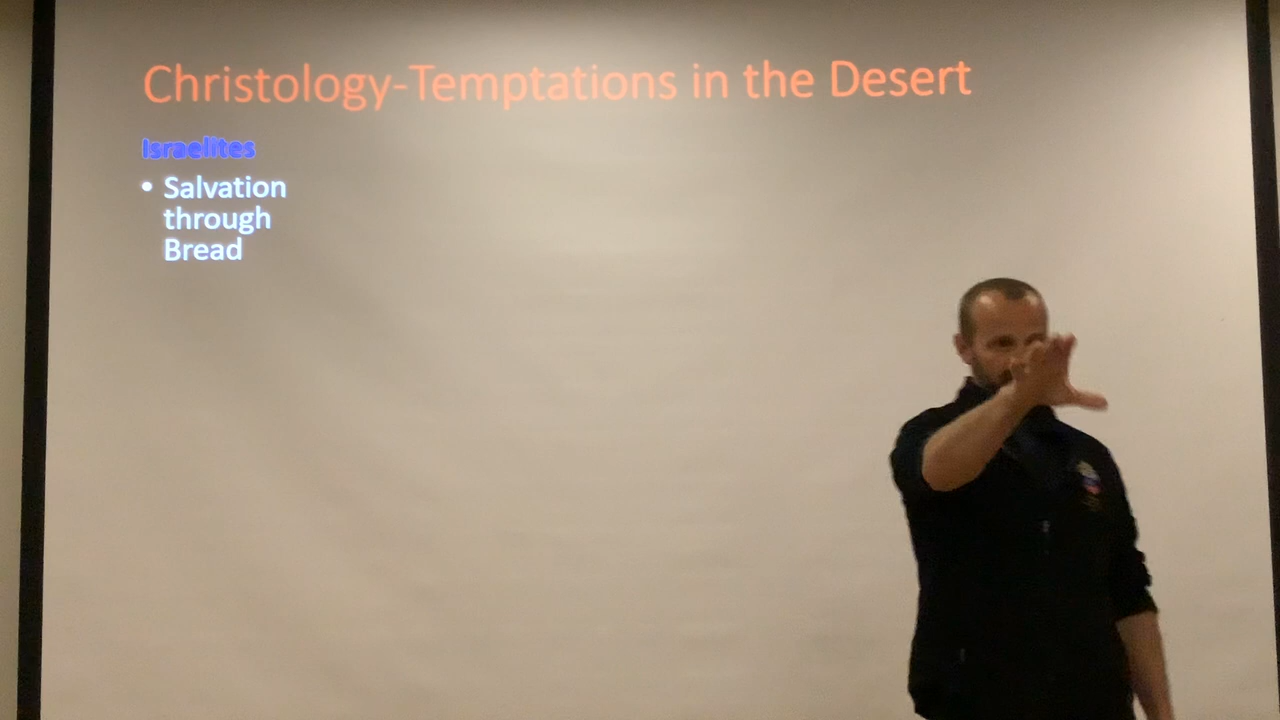 Christology-Temptations in the Desert
Israelites
• Salvation
through
Bread